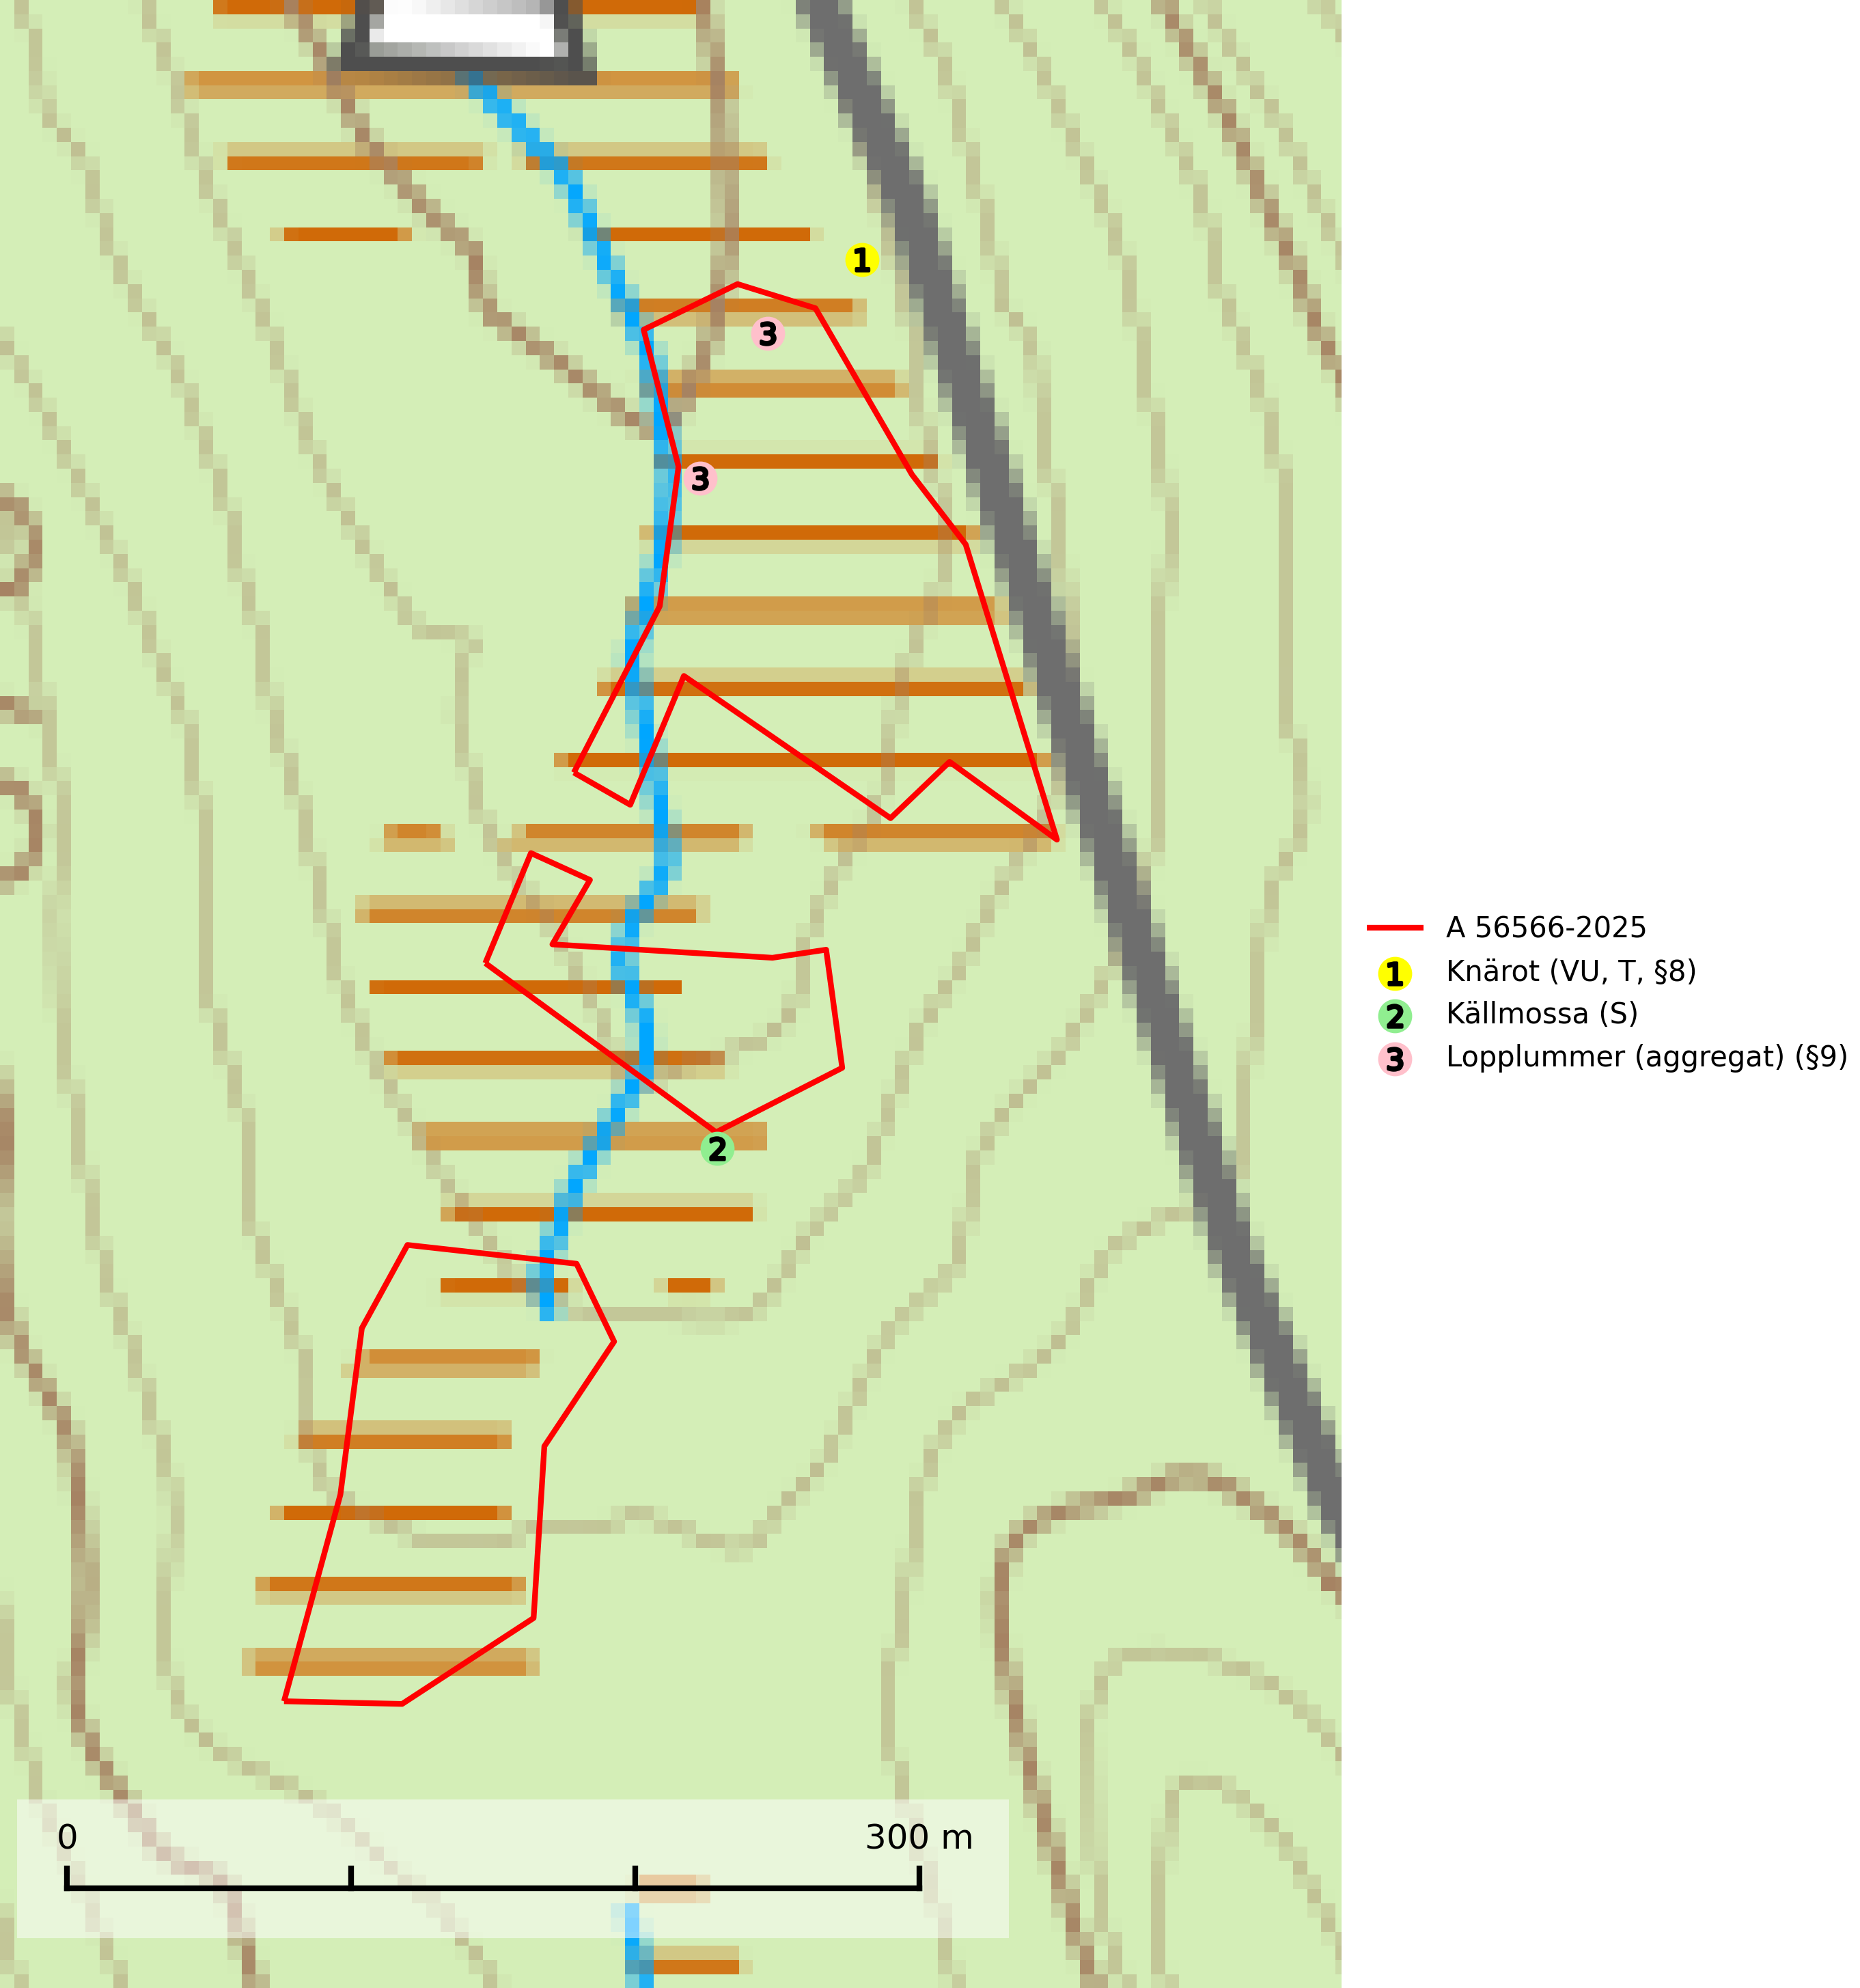 1
3
3
2
A 56566-2025
1 Knärot (VU, T, §8)
2 Källmossa (S)
3 Lopplummer (aggregat) (§9)
0 300 m